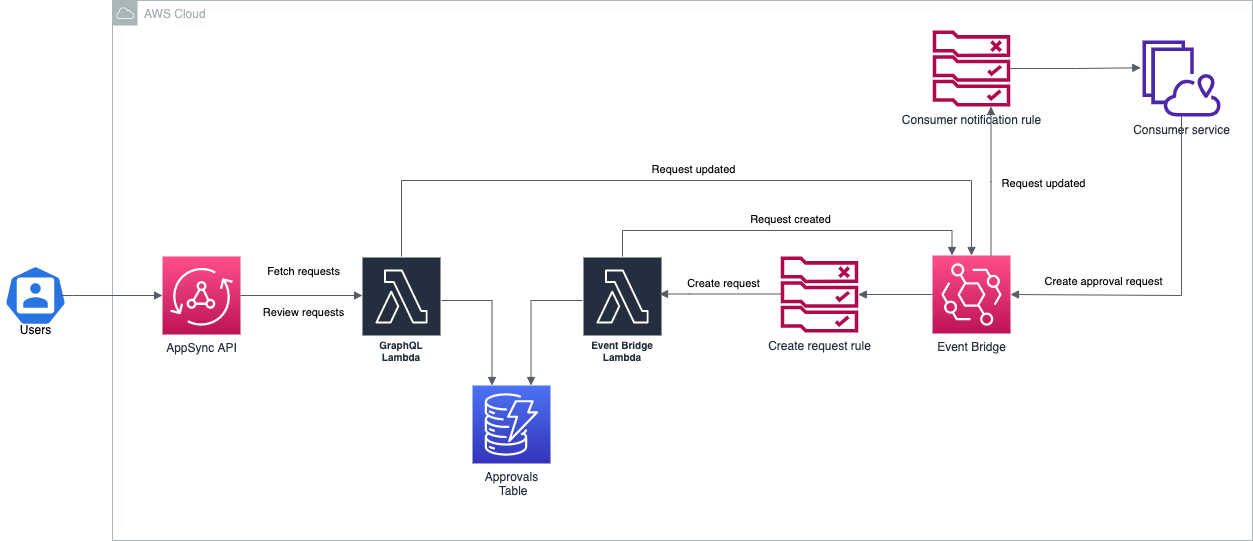 AWS Cloud
Consumer notification rule
Consumer service
Request updated
Request updated
Request created
Fetch requests
Review requests
Create request
Create approval request
Users
AppSync API
GraphQL
Lambda
Event Bridge
Lambda
Create request rule
Event Bridge
Approvals
Table